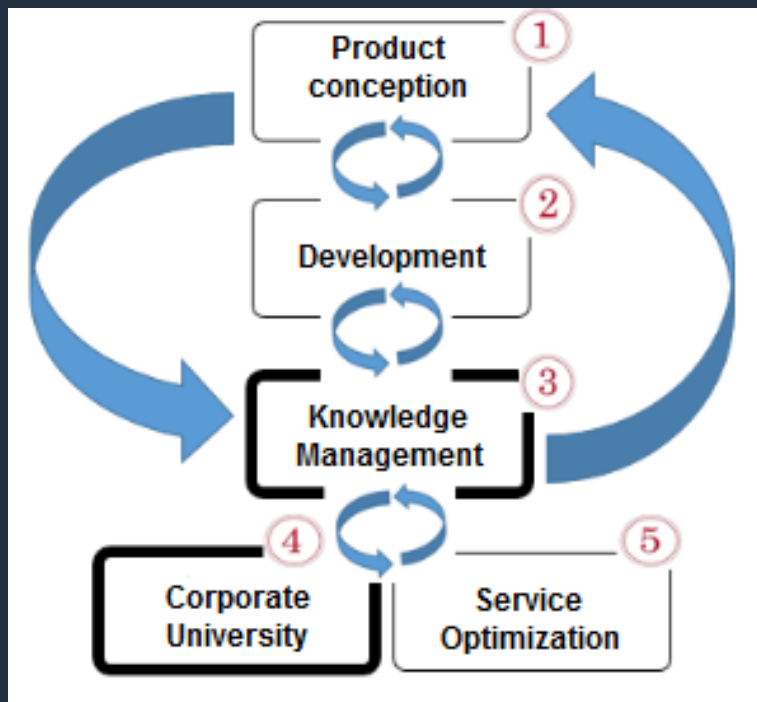 1
Product
conception
2
Development
3
Knowledge
Management
4
Corporate
University
5
Service
Optimization